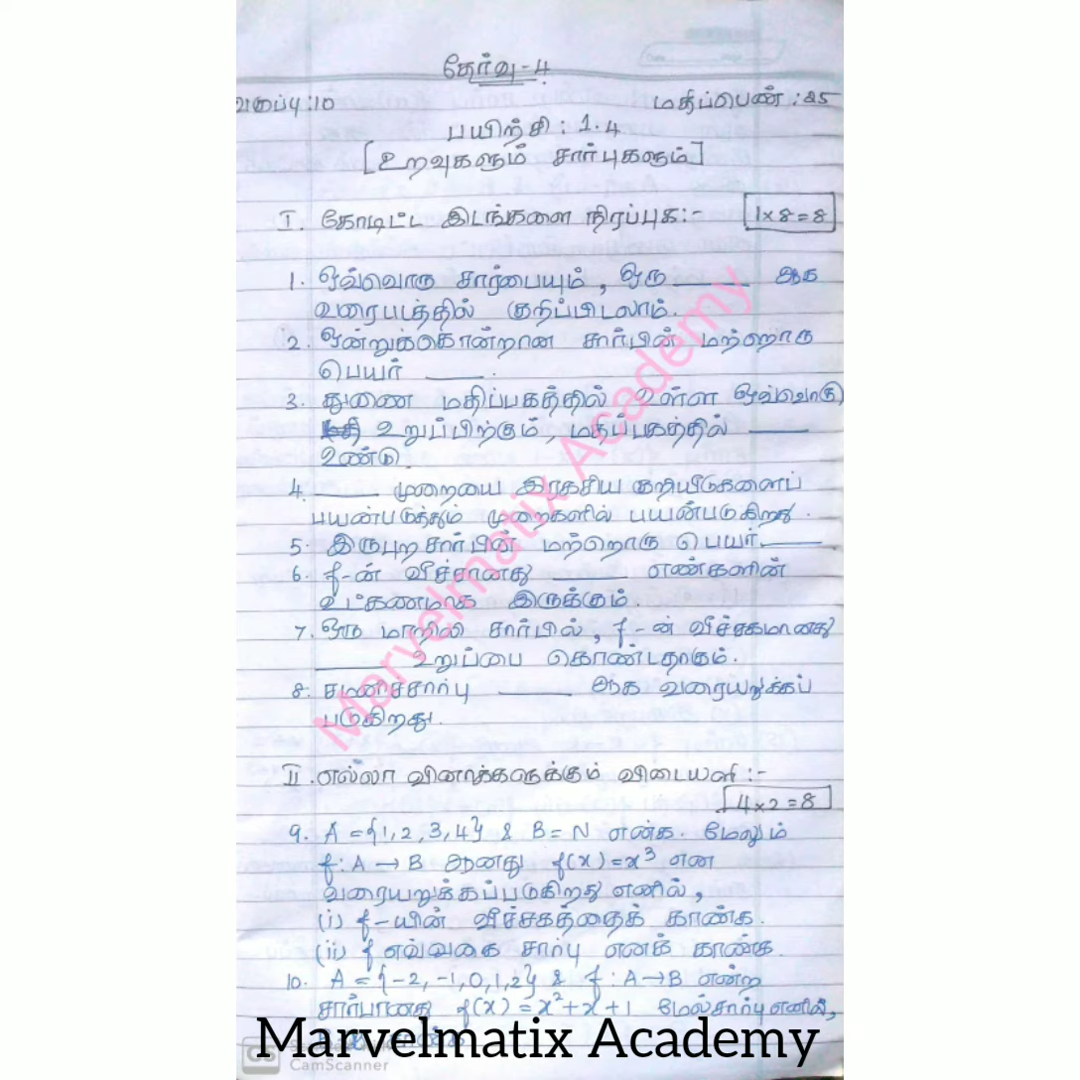 தேர்வு - 4
வகுப்பு : 10 மதிப்பெண் : 25
பயிற்சி : 1.4
[உறவுகளும் சார்புகளும்]
I. கோடிட்ட இடங்களை நிரப்புக :- 1×8=8
1. ஒவ்வொரு சார்பையும், ஒரு ____ ஆக
வரைபடத்தில் குறிப்பிடலாம்.
2. ஒன்றுக்கொன்றான சார்பின் மற்றொரு
பெயர் ____ .
3. துணை மதிப்பகத்தில் உள்ள ஒவ்வொரு
உறுப்பிற்கும், மதிப்பகத்தில் ____
உண்டு.
4. ____ முறையை இரகசிய குறியீடுகளைப்
பயன்படுத்தும் முறைகளில் பயன்படுகிறது.
5. இருபுற சார்பின் மற்றொரு பெயர் ____
6. f-ன் வீச்சானது ____ எண்களின்
உட்கணமாக இருக்கும்.
7. ஒரு மாறிலி சார்பில், f-ன் வீச்சகமானது
____ உறுப்பை கொண்டதாகும்.
8. சமனிச்சார்பு ____ ஆக வரையறுக்கப்
படுகிறது.
II. எல்லா வினாக்களுக்கும் விடையளி :-
4×2=8
9. A = {1,2,3,4} & B = N என்க. மேலும்
f : A → B ஆனது f(x) = x³ என
வரையறுக்கப்படுகிறது எனில்,
(i) f-யின் வீச்சகத்தைக் காண்க.
(ii) f எவ்வகை சார்பு எனக் காண்க.
10. A = {-2, -1, 0, 1, 2} & f : A → B என்ற
சார்பானது f(x) = x² + x + 1 மேல்சார்பு எனில்,
Marvelmatix Academy
Marvelmatix Academy
CS CamScanner